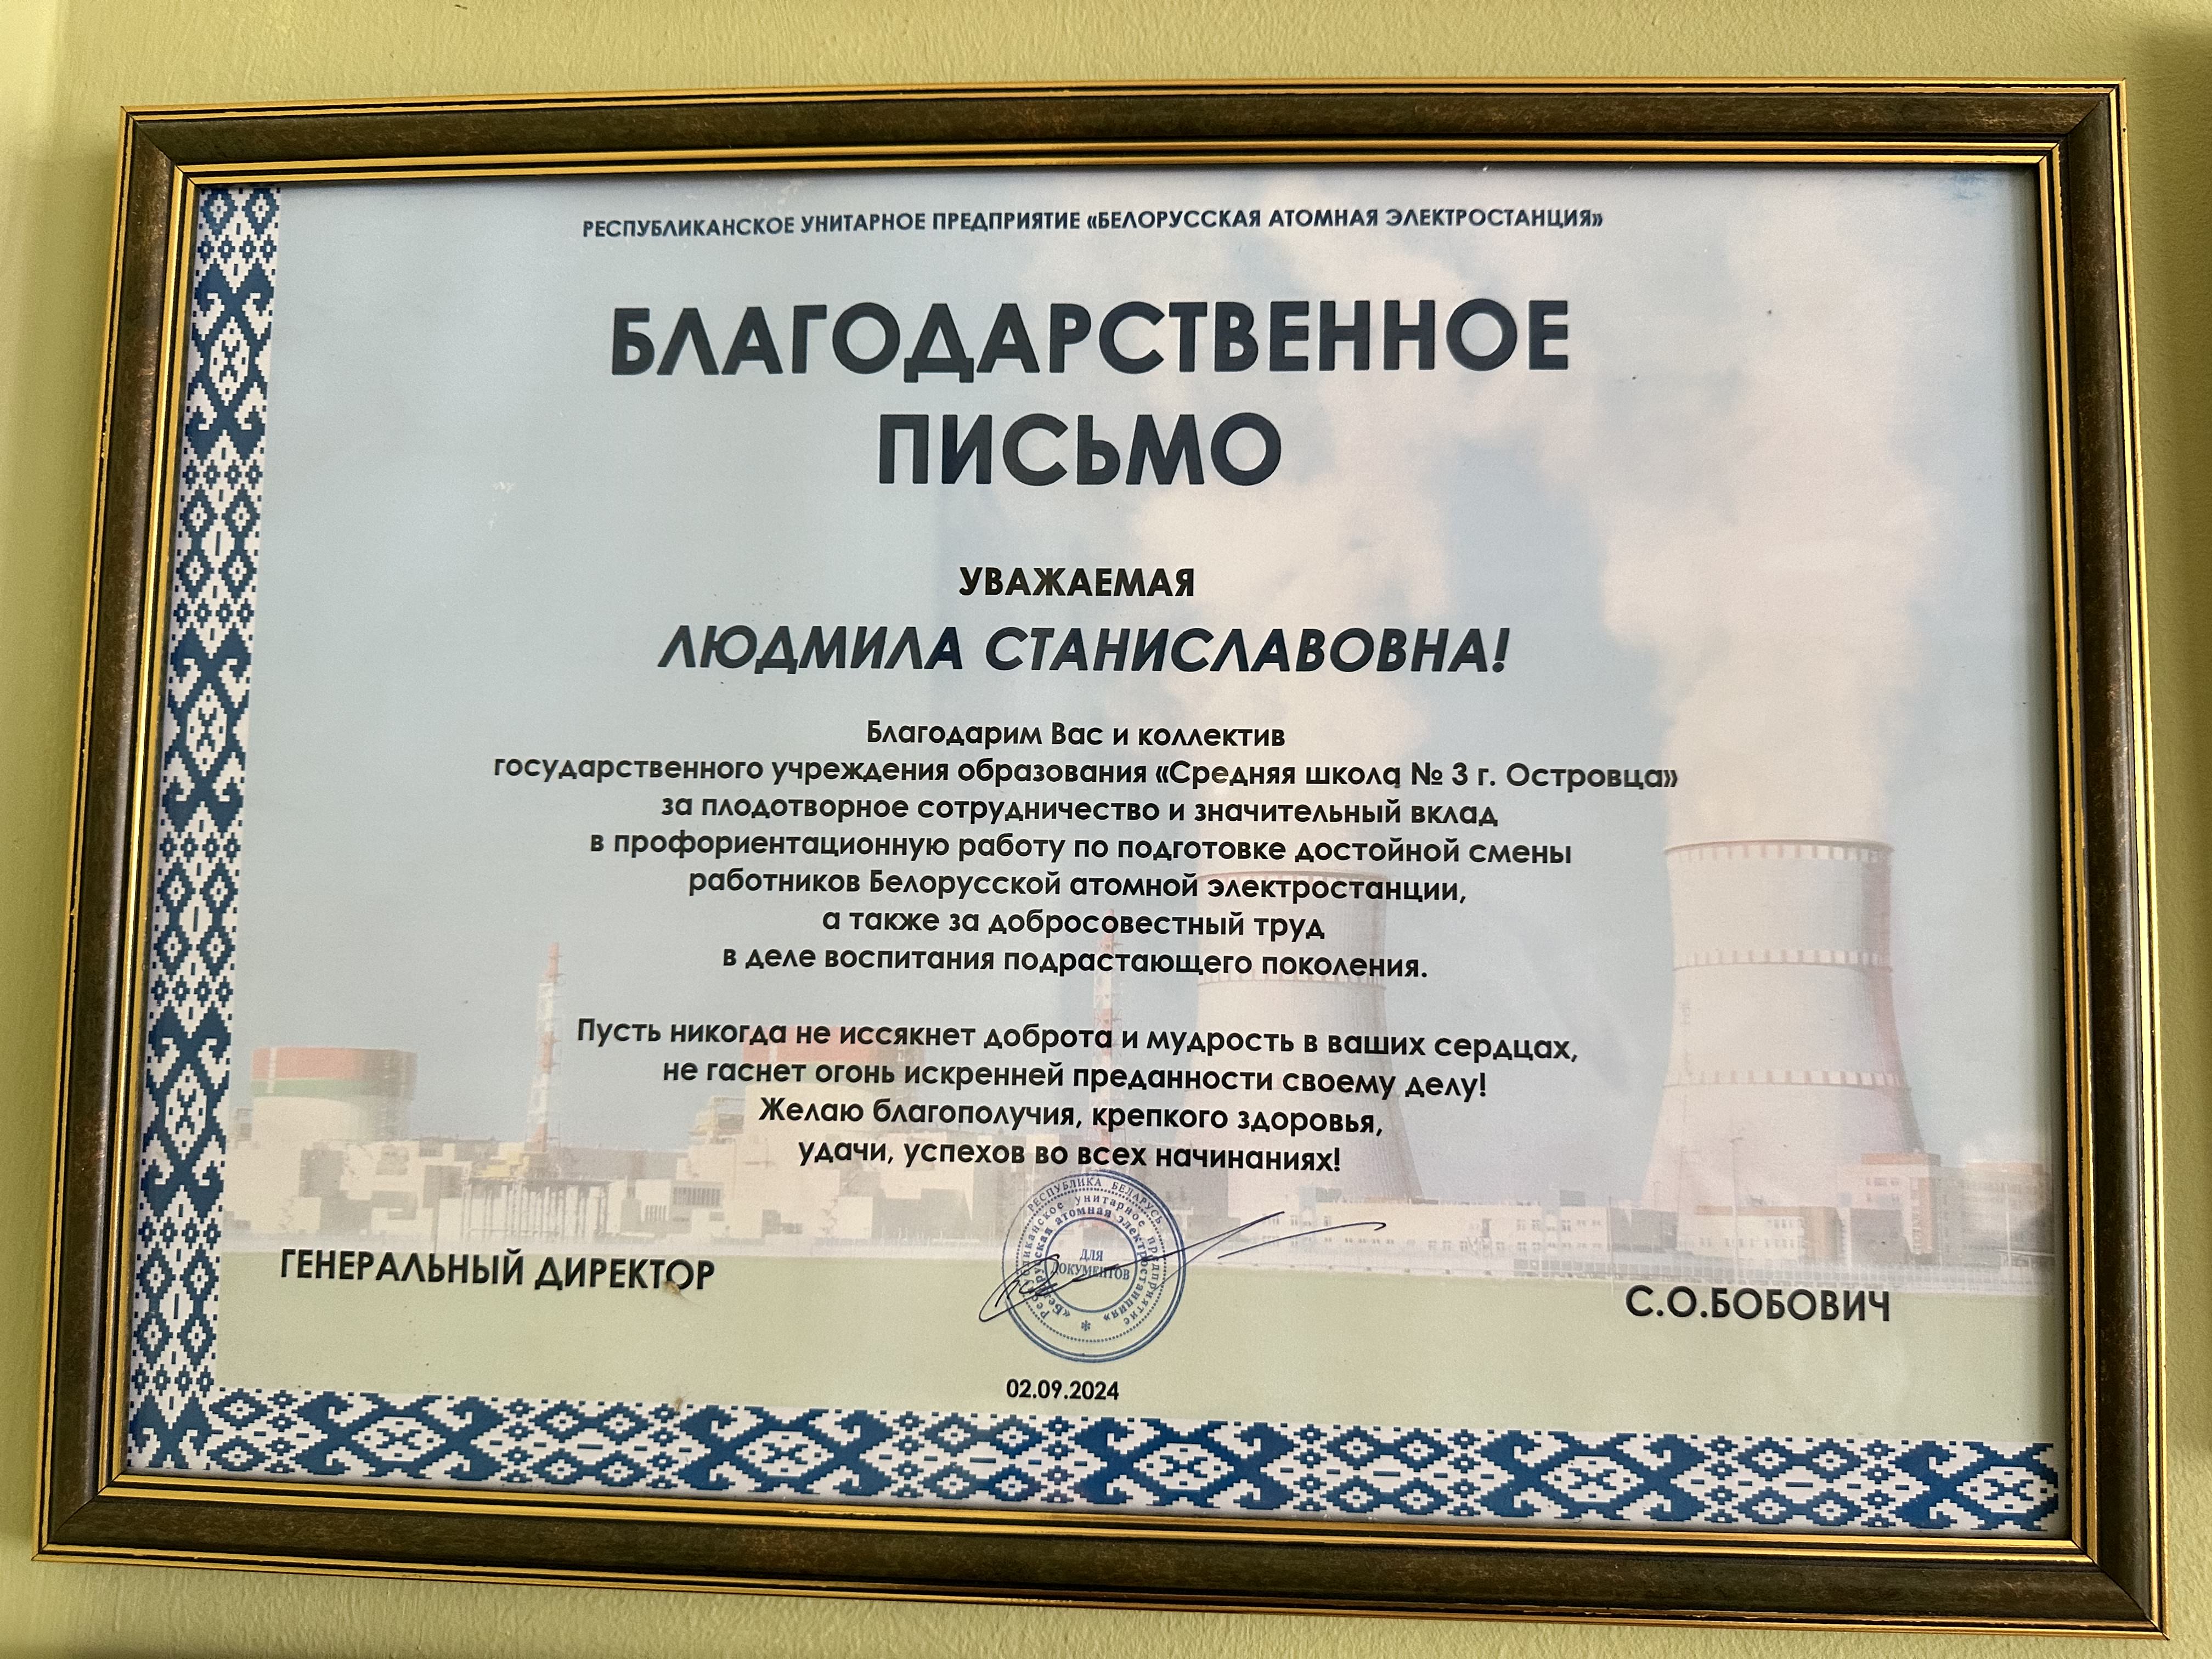 РЕСПУБЛИКАНСКОЕ УНИТАРНОЕ ПРЕДПРИЯТИЕ «БЕЛОРУССКАЯ АТОМНАЯ ЭЛЕКТРОСТАНЦИЯ»
БЛАГОДАРСТВЕННОЕ
ПИСЬМО
УВАЖАЕМАЯ
ЛЮДМИЛА СТАНИСЛАВОВНА!
Благодарим Вас и коллектив
государственного учреждения образования «Средняя школа № 3 г. Островца»
за плодотворное сотрудничество и значительный вклад
в профориентационную работу по подготовке достойной смены
работников Белорусской атомной электростанции,
а также за добросовестный труд
в деле воспитания подрастающего поколения.
Пусть никогда не иссякнет доброта и мудрость в ваших сердцах,
не гаснет огонь искренней преданности своему делу!
Желаю благополучия, крепкого здоровья,
удачи, успехов во всех начинаниях!
ГЕНЕРАЛЬНЫЙ ДИРЕКТОР
РЕСПУБЛИКА БЕЛАРУСЬ
Республиканское унитарное предприятие
«Белорусская атомная электростанция»
ДЛЯ
ДОКУМЕНТОВ
С.О.БОБОВИЧ
02.09.2024